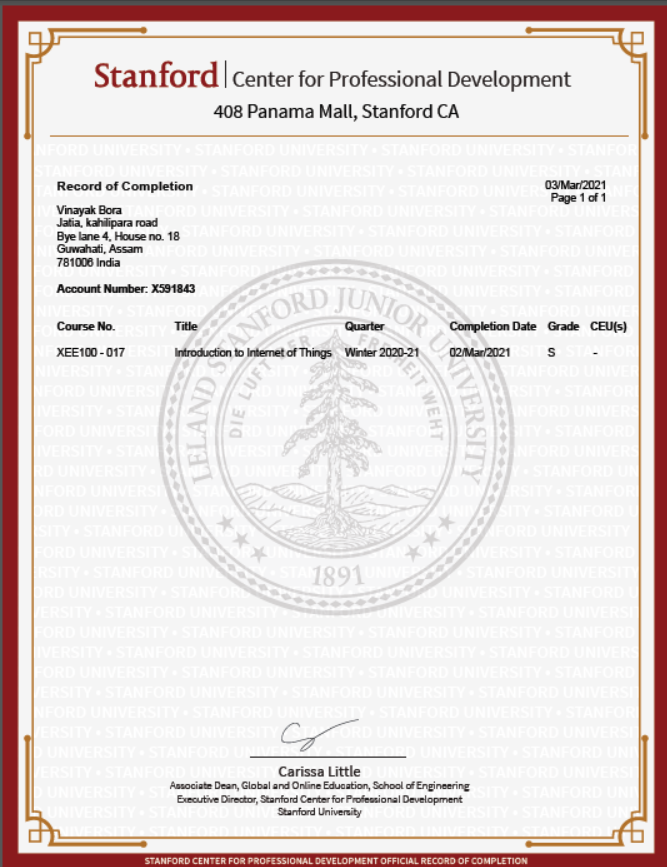 Stanford | Center for Professional Development
408 Panama Mall, Stanford CA
Record of Completion
03/Mar/2021
Page 1 of 1
Vinayak Bora
Jatia, kahilipara road
Bye lane 4, House no. 18
Guwahati, Assam
781006 India
Account Number: X591843
Course No. Title Quarter Completion Date Grade CEU(s)
XEE100 - 017 Introduction to Internet of Things Winter 2020-21 02/Mar/2021 S -
LELAND STANFORD JUNIOR UNIVERSITY
DIE LUFT DER FREIHEIT WEHT
1891
Carissa Little
Associate Dean, Global and Online Education, School of Engineering
Executive Director, Stanford Center for Professional Development
Stanford University
STANFORD CENTER FOR PROFESSIONAL DEVELOPMENT OFFICIAL RECORD OF COMPLETION